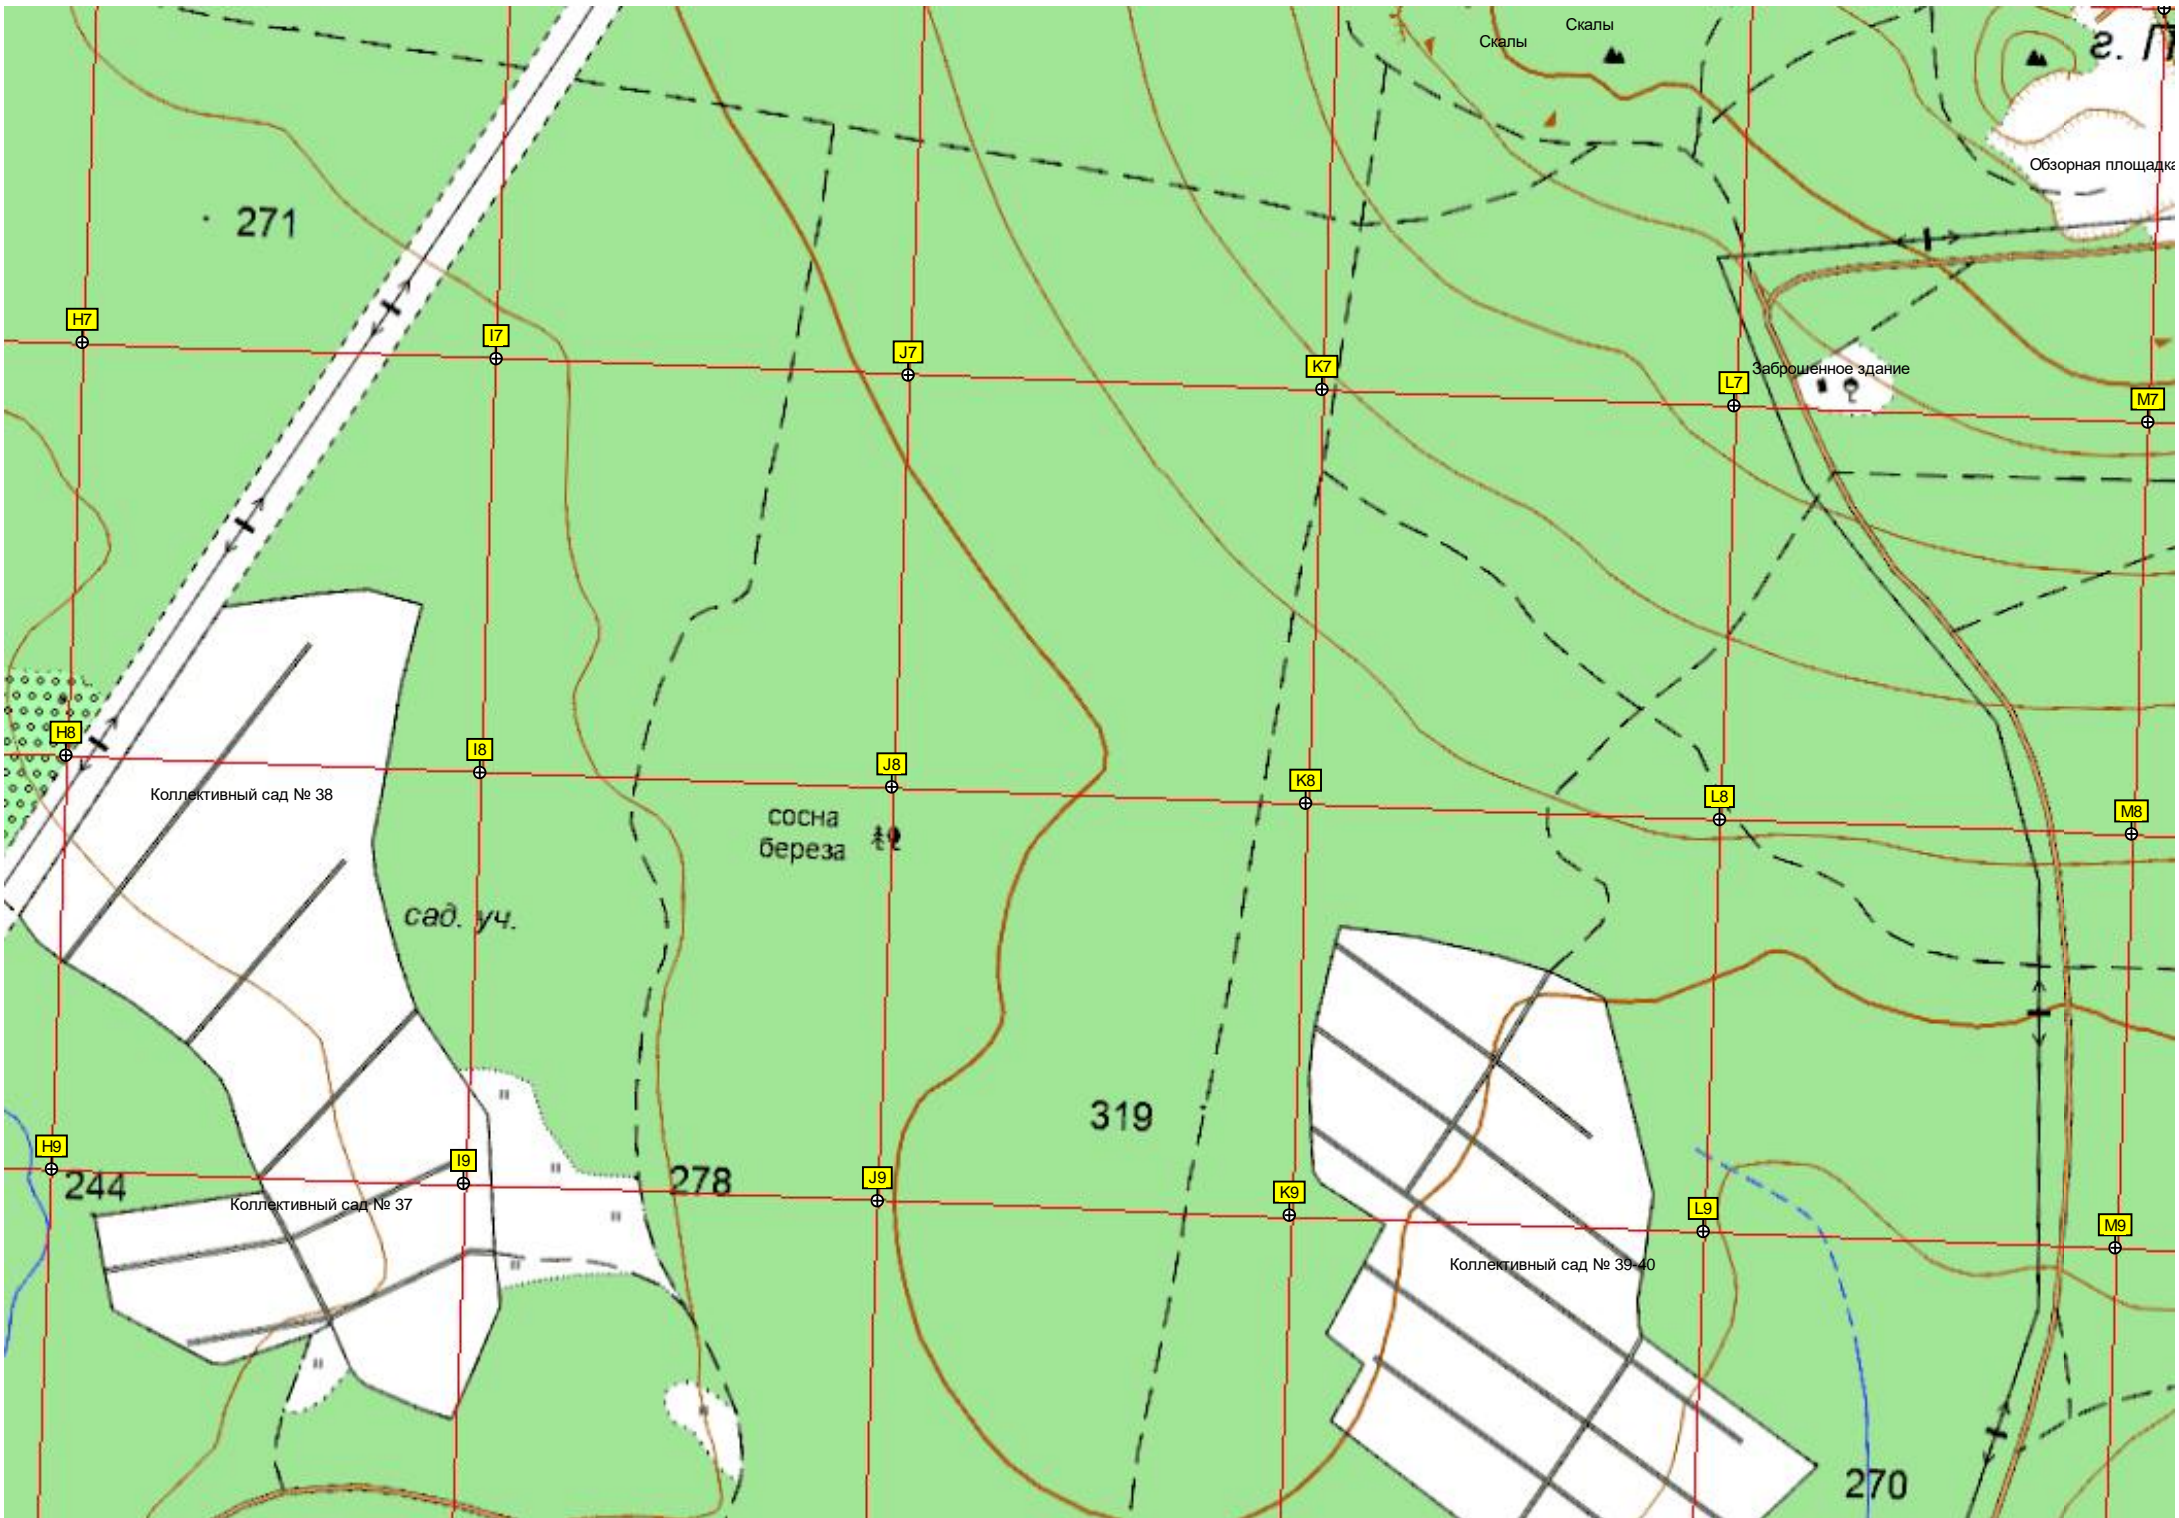 Скалы
Скалы
г. П
Обзорная площадка
271
H7
I7
J7
K7
L7
M7
Заброшенное здание
H8
I8
J8
K8
L8
M8
Коллективный сад № 38
сосна
береза
сад. уч.
319
H9
I9
J9
K9
L9
M9
244
278
Коллективный сад № 37
Коллективный сад № 39-40
270